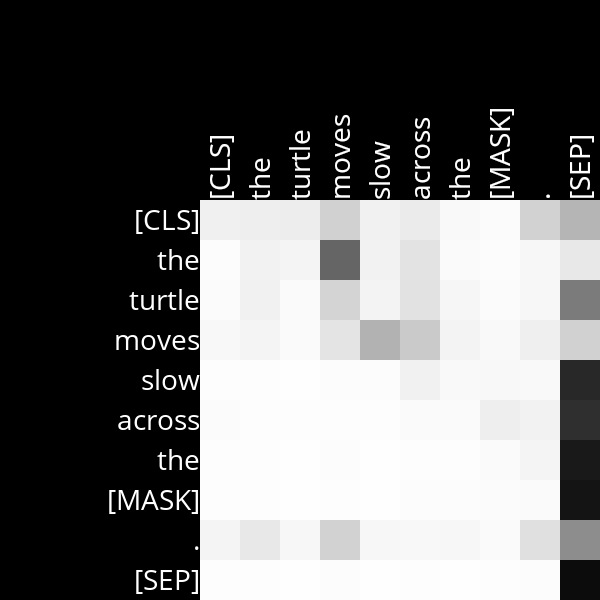 [CLS] the turtle moves slow across the [MASK] . [SEP]
[CLS]
the
turtle
moves
slow
across
the
[MASK]
.
[SEP]